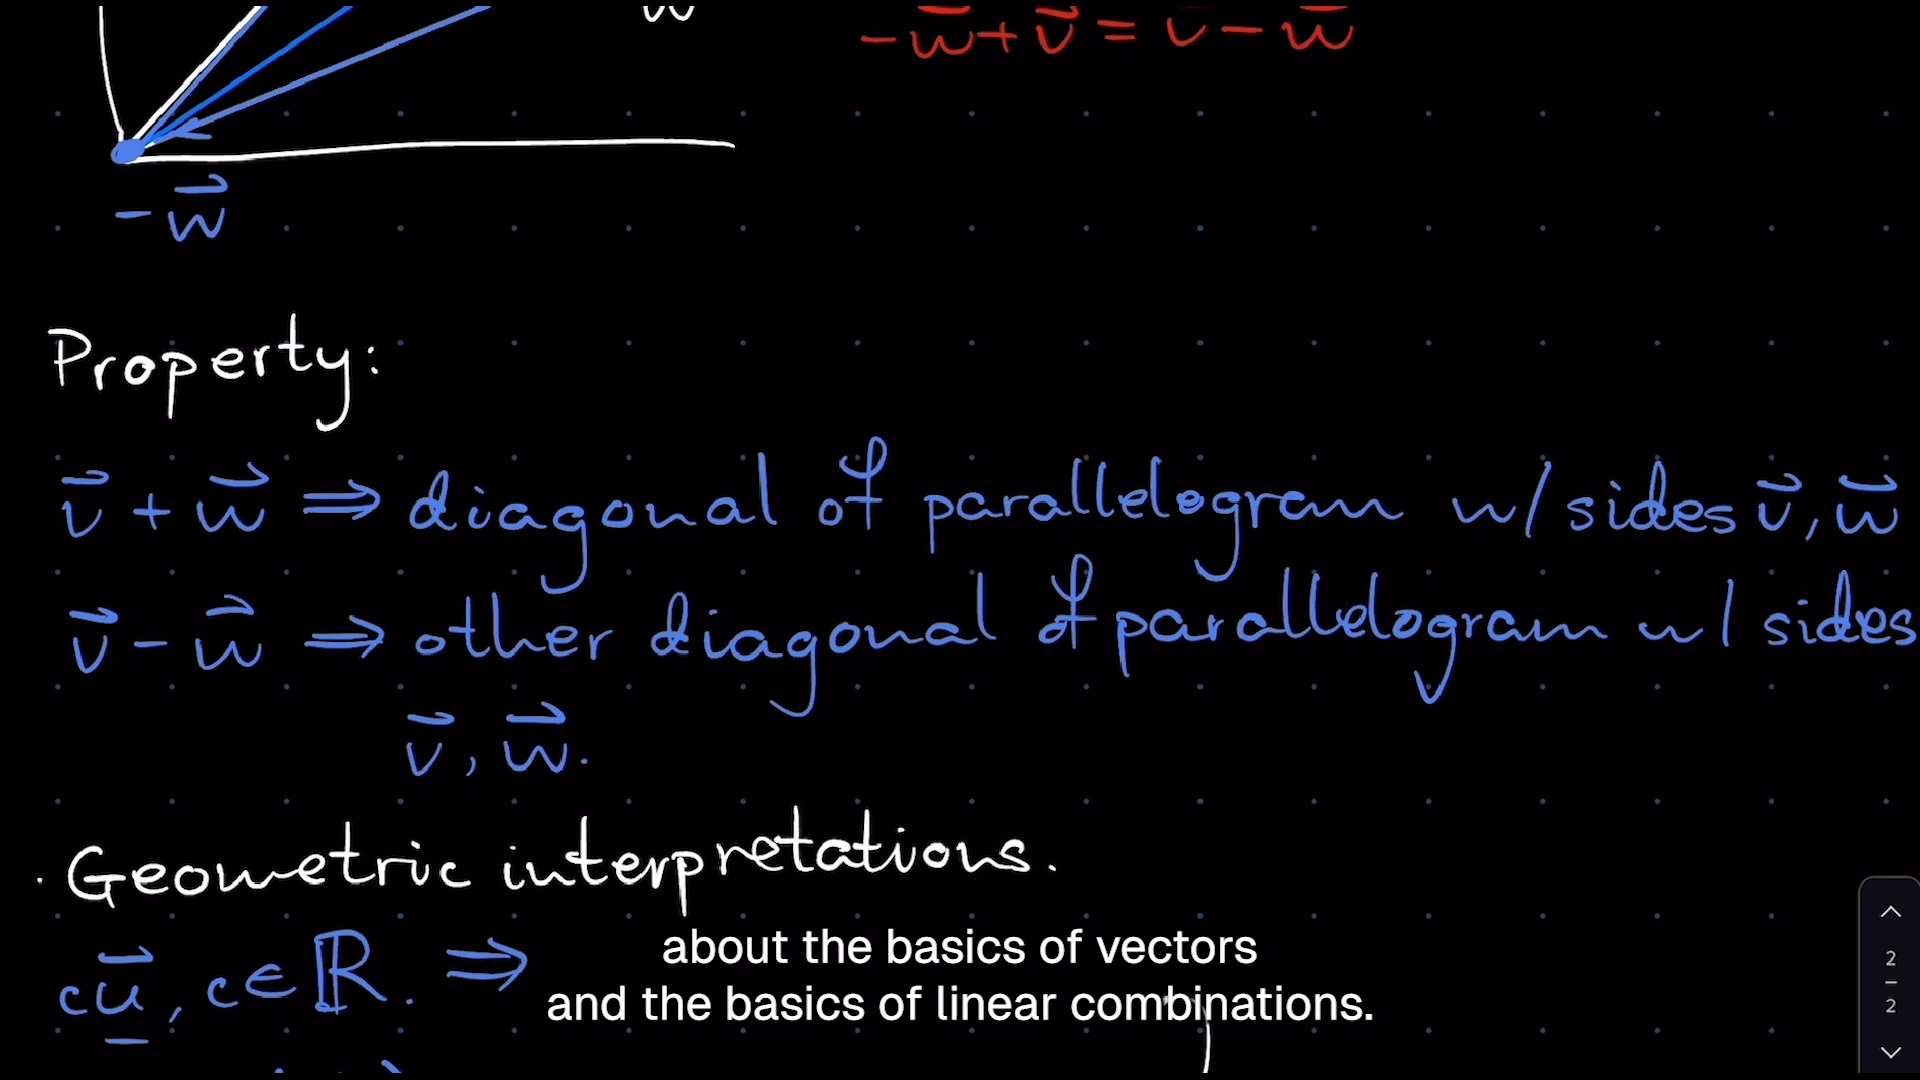 w
-w⃗ + v⃗ = v⃗ - w⃗
-w⃗
Property:
v⃗ + w⃗ ⇒ diagonal of parallelogram w/ sides v⃗, w⃗
v⃗ - w⃗ ⇒ other diagonal of parallelogram w/ sides
v⃗, w⃗.
. Geometric interpretations.
cu⃗, c∈ℝ. ⇒
about the basics of vectors
and the basics of linear combinations.
2
2